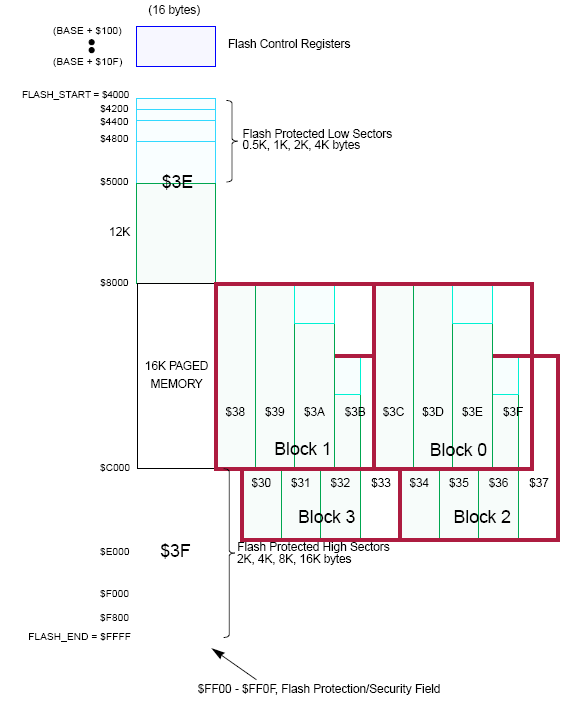 (16 bytes)
(BASE + $100)
Flash Control Registers
(BASE + $10F)
FLASH_START = $4000
$4200
$4400
$4800
Flash Protected Low Sectors
0.5K, 1K, 2K, 4K bytes
$5000
$3E
12K
$8000
16K PAGED
MEMORY
$38 $39 $3A $3B $3C $3D $3E $3F
Block 1 Block 0
$C000
$30 $31 $32 $33 $34 $35 $36 $37
Block 3 Block 2
$E000
$3F
Flash Protected High Sectors
2K, 4K, 8K, 16K bytes
$F000
$F800
FLASH_END = $FFFF
$FF00 - $FF0F, Flash Protection/Security Field